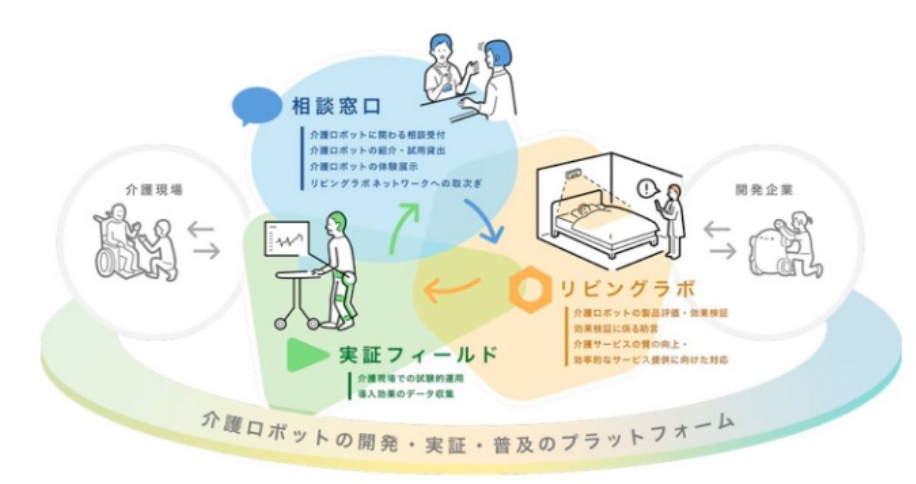 相談窓口
介護ロボットに関わる相談受付
介護ロボットの紹介・試用貸出
介護ロボットの体験展示
リビングラボネットワークへの取次ぎ
介護現場
開発企業
リビングラボ
介護ロボットの製品評価・効果検証
効果検証に係る助言
介護サービスの質の向上・
効率的なサービス提供に向けた対応
実証フィールド
介護現場での試験的運用
導入効果のデータ収集
介護ロボットの開発・実証・普及のプラットフォーム